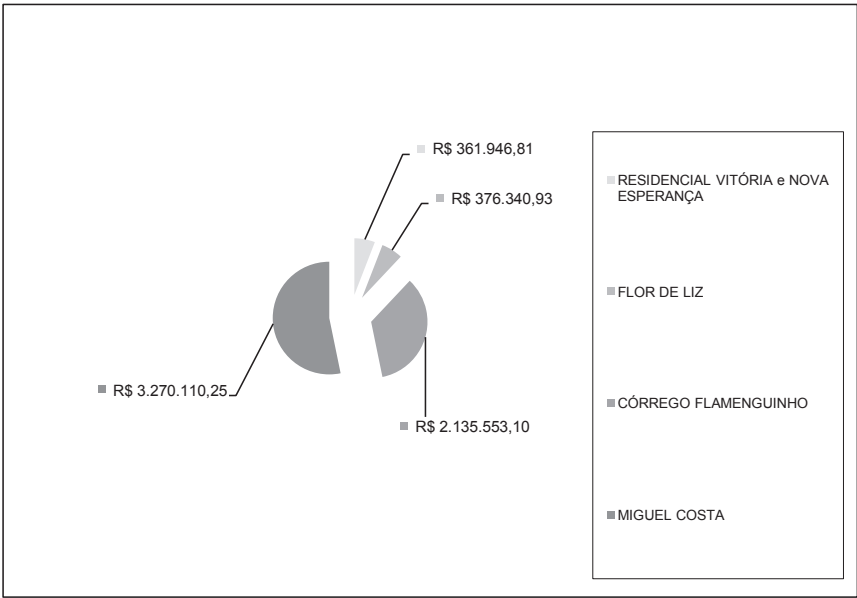 R$ 361.946,81
R$ 376.340,93
R$ 3.270.110,25
R$ 2.135.553,10
RESIDENCIAL VITÓRIA e NOVA
ESPERANÇA
FLOR DE LIZ
CÓRREGO FLAMENGUINHO
MIGUEL COSTA